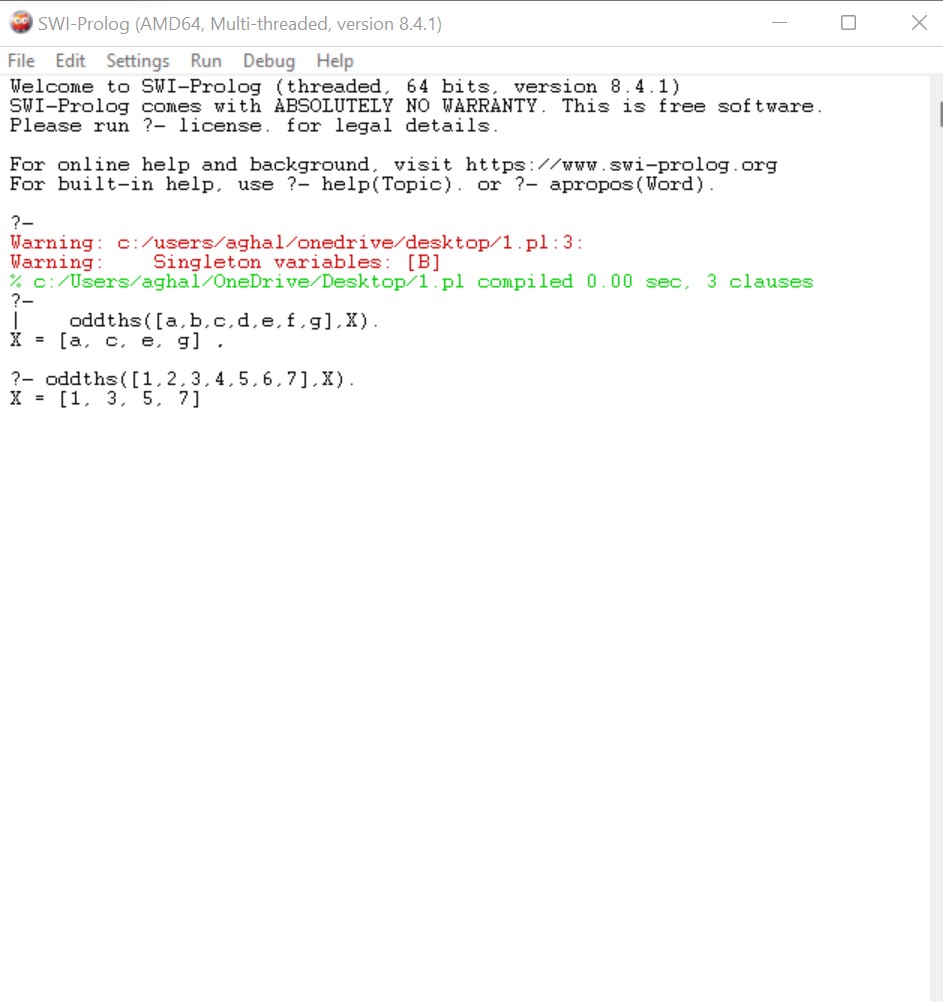 SWI-Prolog (AMD64, Multi-threaded, version 8.4.1)
File Edit Settings Run Debug Help
Welcome to SWI-Prolog (threaded, 64 bits, version 8.4.1)
SWI-Prolog comes with ABSOLUTELY NO WARRANTY. This is free software.
Please run ?- license. for legal details.
For online help and background, visit https://www.swi-prolog.org
For built-in help, use ?- help(Topic). or ?- apropos(Word).
?-
Warning: c:/users/aghal/onedrive/desktop/1.pl:3:
Warning:    Singleton variables: [B]
% c:/Users/aghal/OneDrive/Desktop/1.pl compiled 0.00 sec, 3 clauses
?-
|    oddths([a,b,c,d,e,f,g],X).
X = [a, c, e, g] .
?- oddths([1,2,3,4,5,6,7],X).
X = [1, 3, 5, 7]